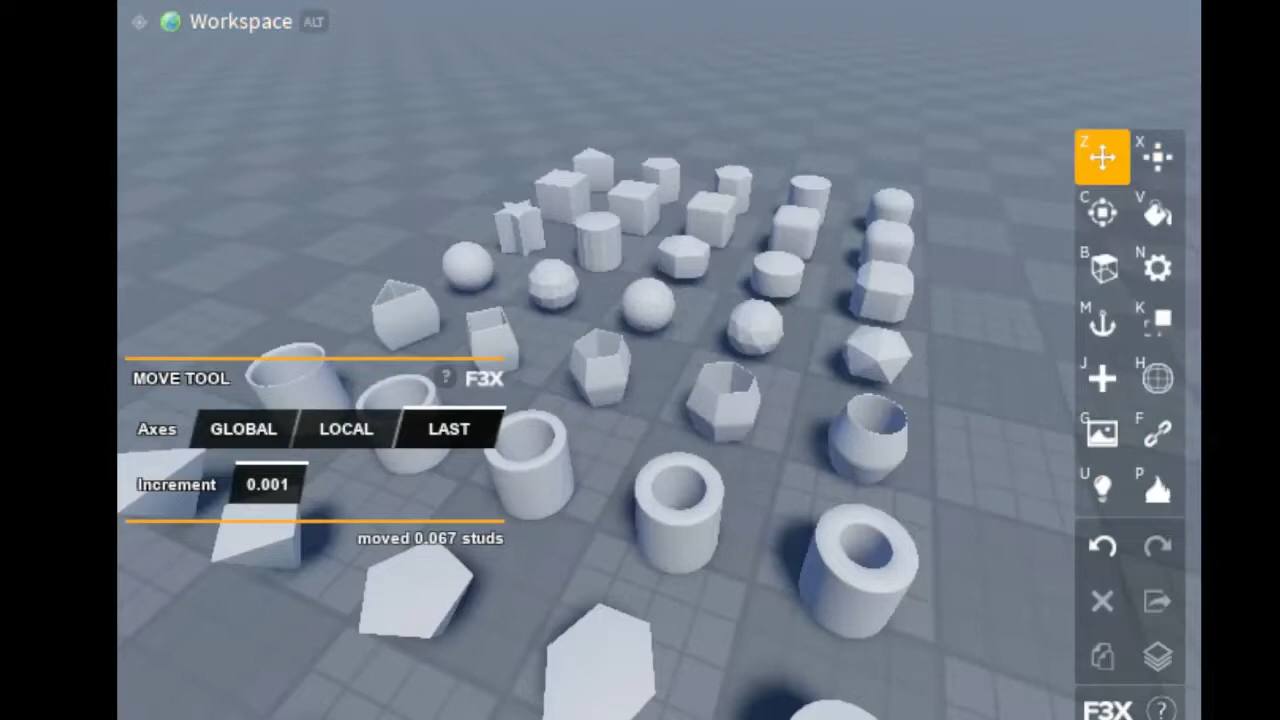 Workspace ALT
Z X
C V
B N
M K
J H
G F
U P
MOVE TOOL ? F3X
Axes GLOBAL LOCAL LAST
Increment 0.001
moved 0.067 studs
F3X ?